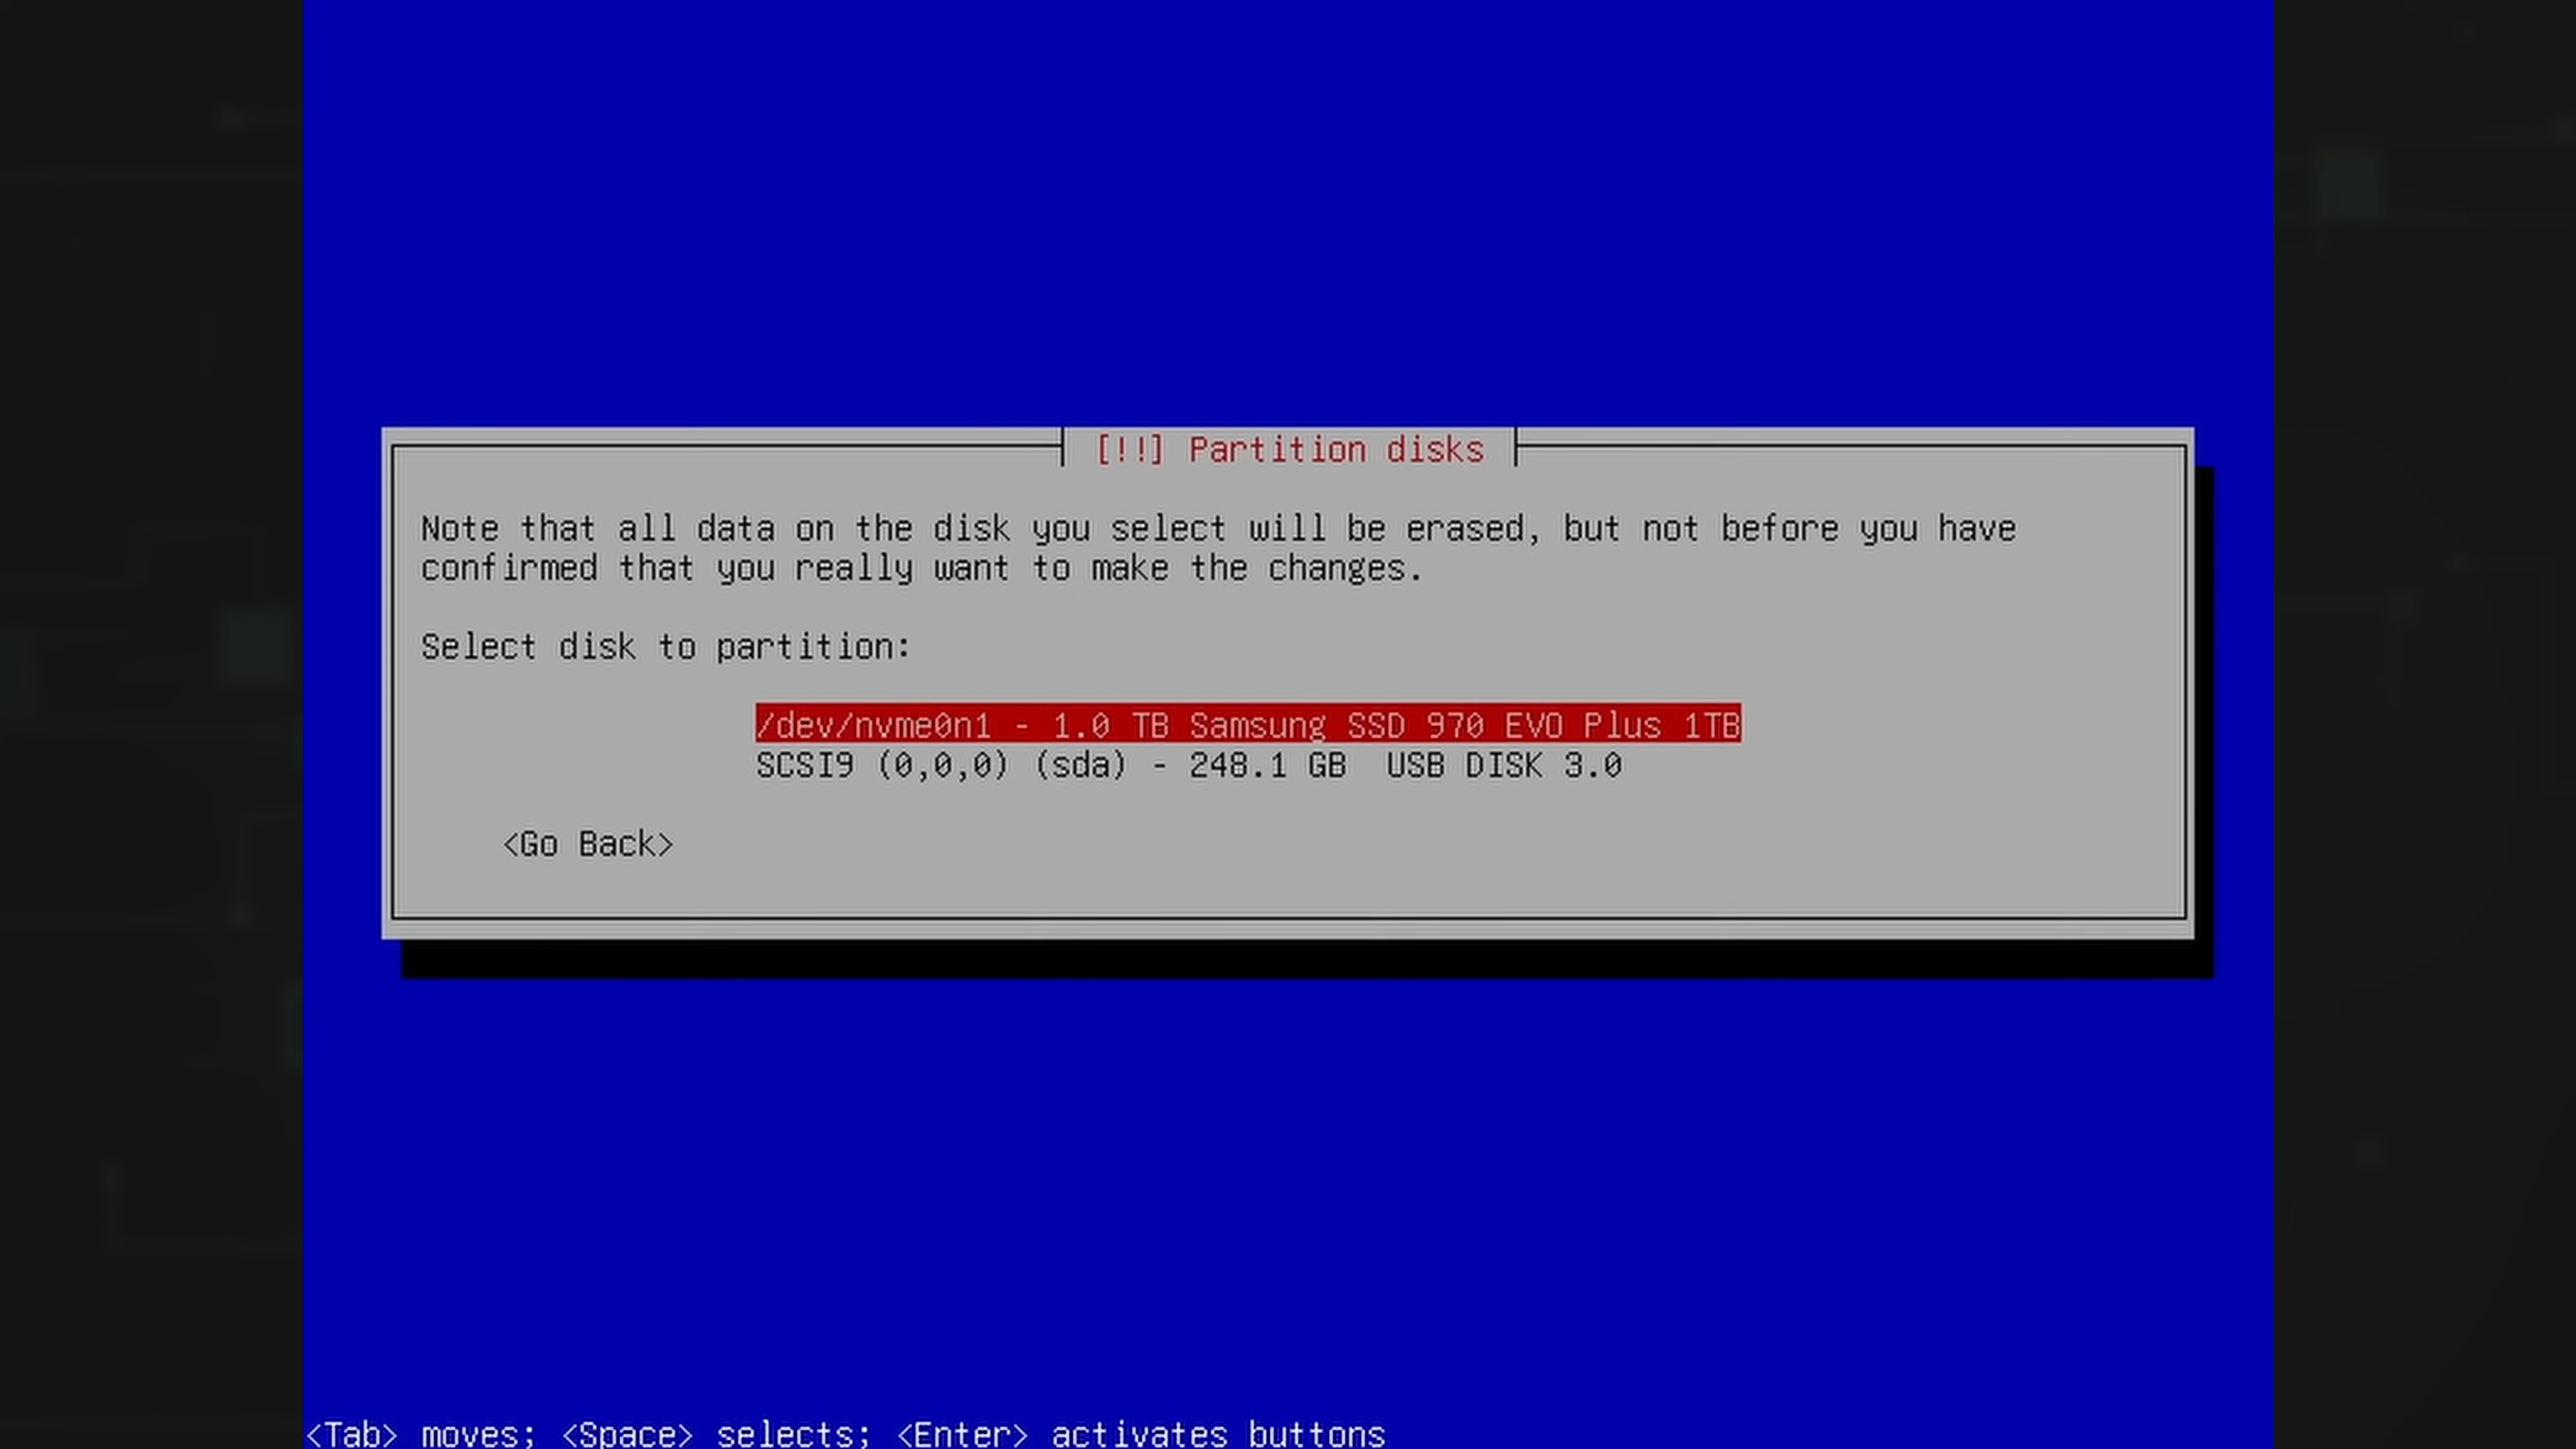 [!!] Partition disks
Note that all data on the disk you select will be erased, but not before you have
confirmed that you really want to make the changes.
Select disk to partition:
/dev/nvme0n1 - 1.0 TB Samsung SSD 970 EVO Plus 1TB
SCSI9 (0,0,0) (sda) - 248.1 GB  USB DISK 3.0
<Go Back>
<Tab> moves; <Space> selects; <Enter> activates buttons